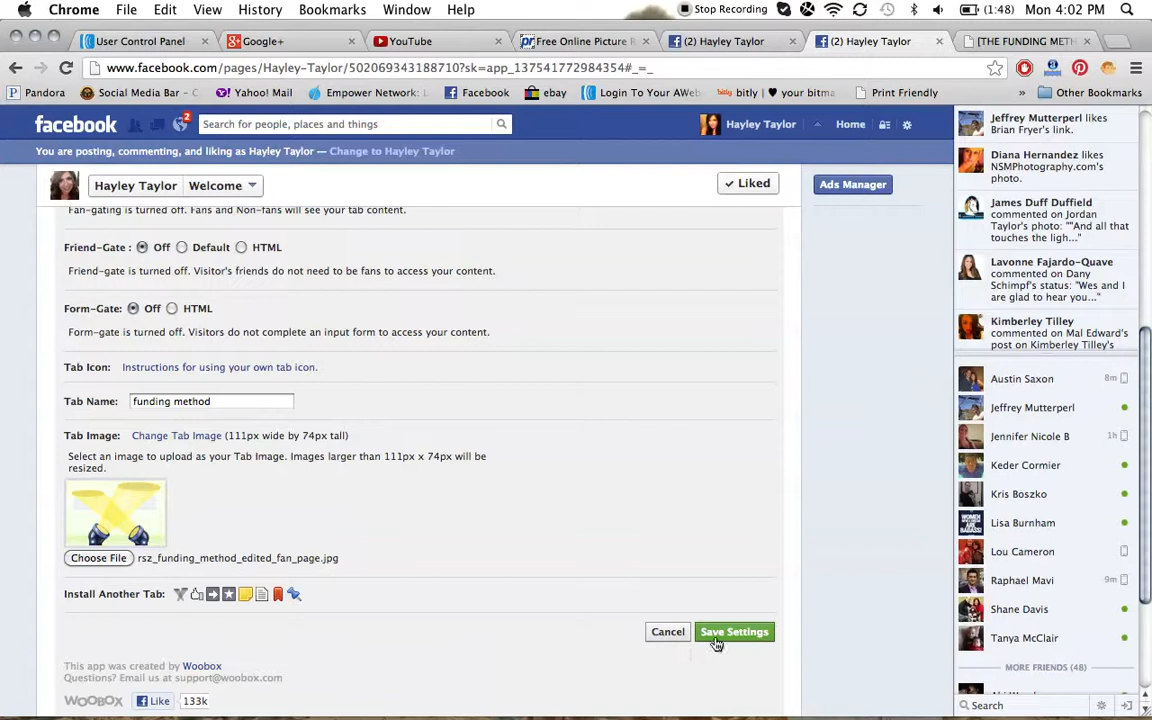 Chrome File Edit View History Bookmarks Window Help Stop Recording (1:48) Mon 4:02 PM
User Control Panel Google+ YouTube Free Online Picture R (2) Hayley Taylor (2) Hayley Taylor [THE FUNDING METH
www.facebook.com/pages/Hayley-Taylor/502069343188710?sk=app_137541772984354#_=_
Pandora Social Media Bar - C Yahoo! Mail Empower Network: Facebook ebay Login To Your AWeb bitly | ♥ your bitm Print Friendly » Other Bookmarks
facebook 2 Search for people, places and things Hayley Taylor Home
You are posting, commenting, and liking as Hayley Taylor — Change to Hayley Taylor
Hayley Taylor Welcome Liked Ads Manager
Fan-gating is turned off. Fans and Non-fans will see your tab content.
Friend-Gate : Off Default HTML
Friend-gate is turned off. Visitor's friends do not need to be fans to access your content.
Form-Gate: Off HTML
Form-gate is turned off. Visitors do not complete an input form to access your content.
Tab Icon: Instructions for using your own tab icon.
Tab Name: funding method
Tab Image: Change Tab Image (111px wide by 74px tall)
Select an image to upload as your Tab Image. Images larger than 111px x 74px will be
resized.
Choose File rsz_funding_method_edited_fan_page.jpg
Install Another Tab:
Cancel Save Settings
This app was created by Woobox
Questions? Email us at support@woobox.com
WOOBOX Like 133k
Jeffrey Mutterperl likes
Brian Fryer's link.
Diana Hernandez likes
NSMPhotography.com's
photo.
James Duff Duffield
commented on Jordan
Taylor's photo: ""And all that
touches the ligh..."
Lavonne Fajardo-Quave
commented on Dany
Schimpf's status: "Wes and I
are glad to hear you..."
Kimberley Tilley
commented on Mal Edward's
post on Kimberley Tilley's
Austin Saxon 8m
Jeffrey Mutterperl
Jennifer Nicole B 1h
Keder Cormier
Kris Boszko
Lisa Burnham
Lou Cameron
Raphael Mavi 9m
Shane Davis
Tanya McClair
MORE FRIENDS (48)
Search